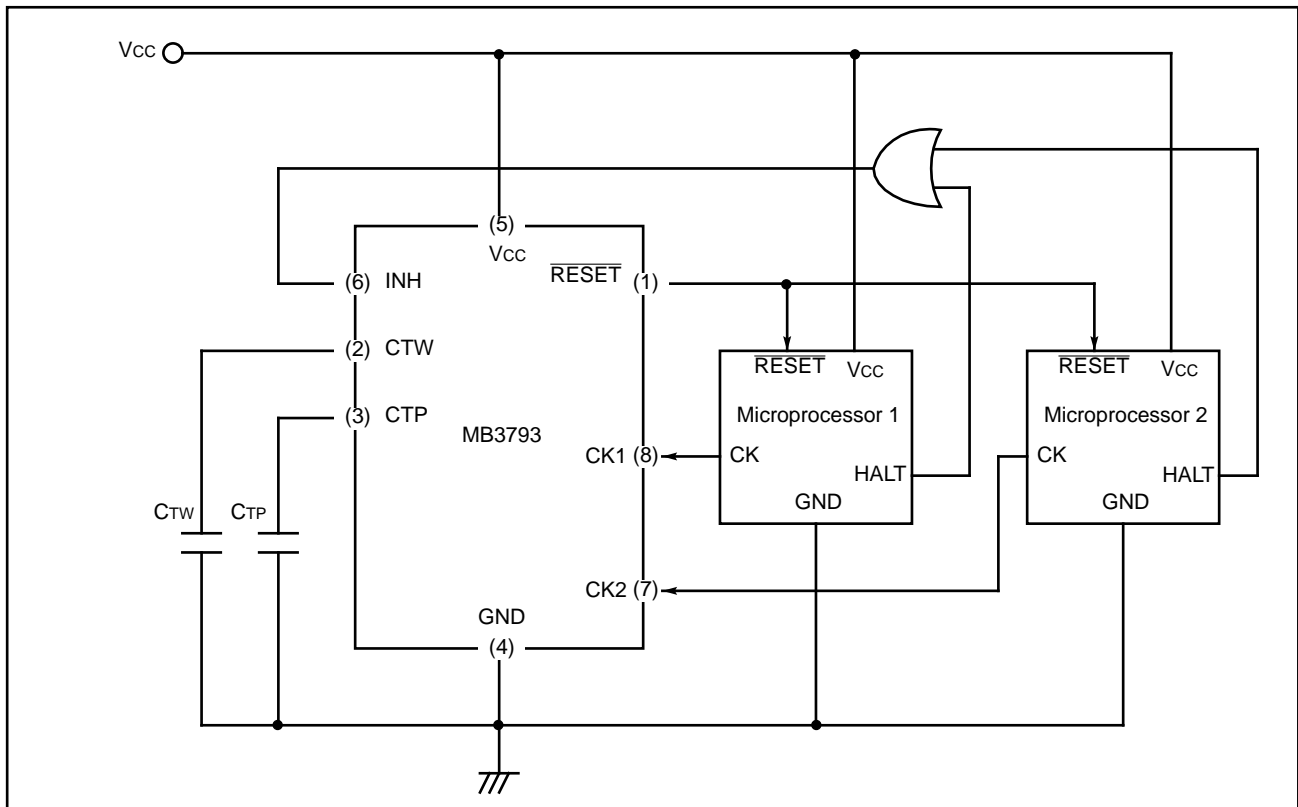 VCC
(5)
VCC
RESET (1)
(6) INH
(2) CTW
(3) CTP
MB3793
CK1 (8)
CK2 (7)
GND
(4)
CTW
CTP
RESET
VCC
Microprocessor 1
CK
HALT
GND
RESET
VCC
Microprocessor 2
CK
HALT
GND